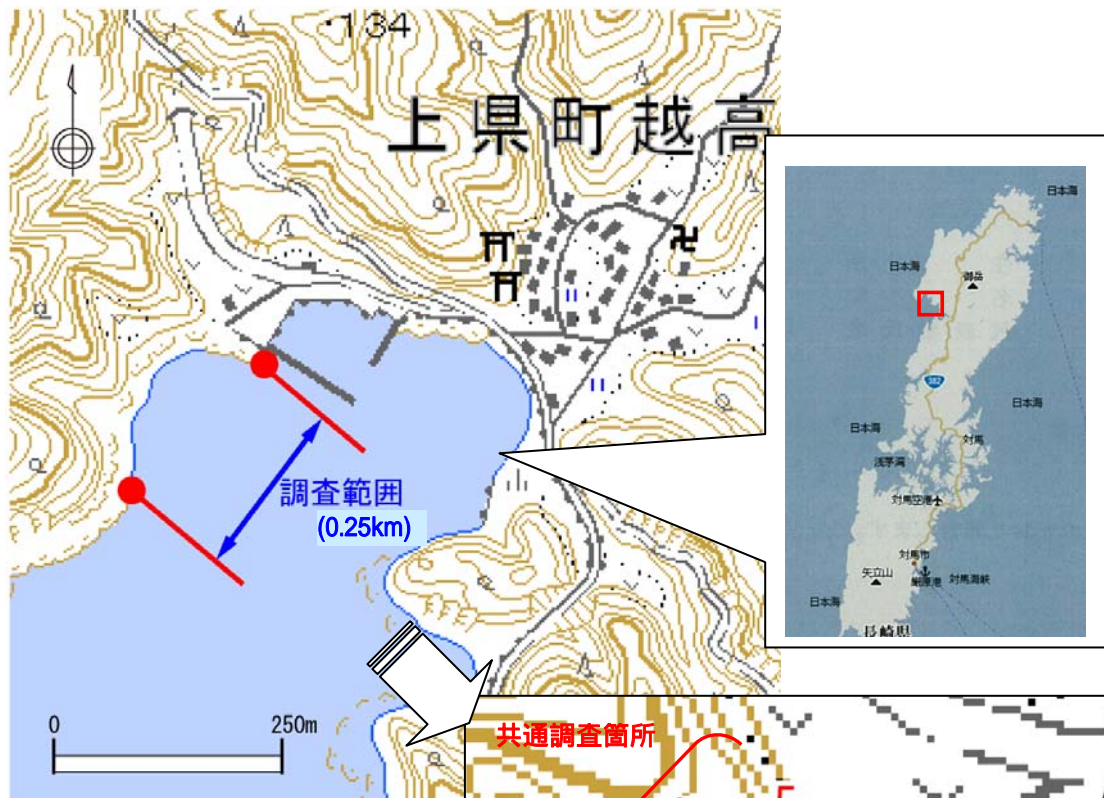 134
上県町越高
調査範囲
(0.25km)
0 250m
日本海
日本海
御岳
382
日本海
日本海
浅茅湾
対馬
対馬空港
対馬市
厳原港
対馬海峡
矢立山
日本海
長崎県
共通調査箇所